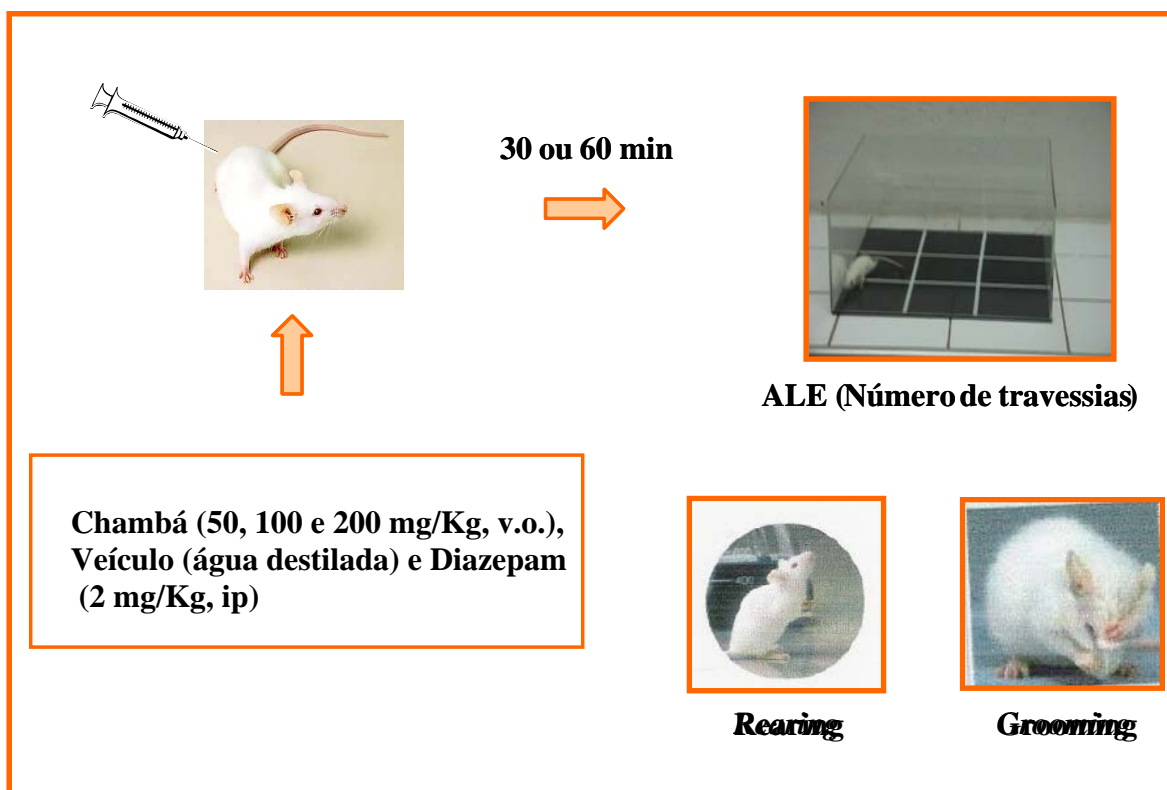 30 ou 60 min
ALE (Número de travessias)
Chambá (50, 100 e 200 mg/Kg, v.o.),
Veículo (água destilada) e Diazepam
(2 mg/Kg, ip)
Rearing
Grooming